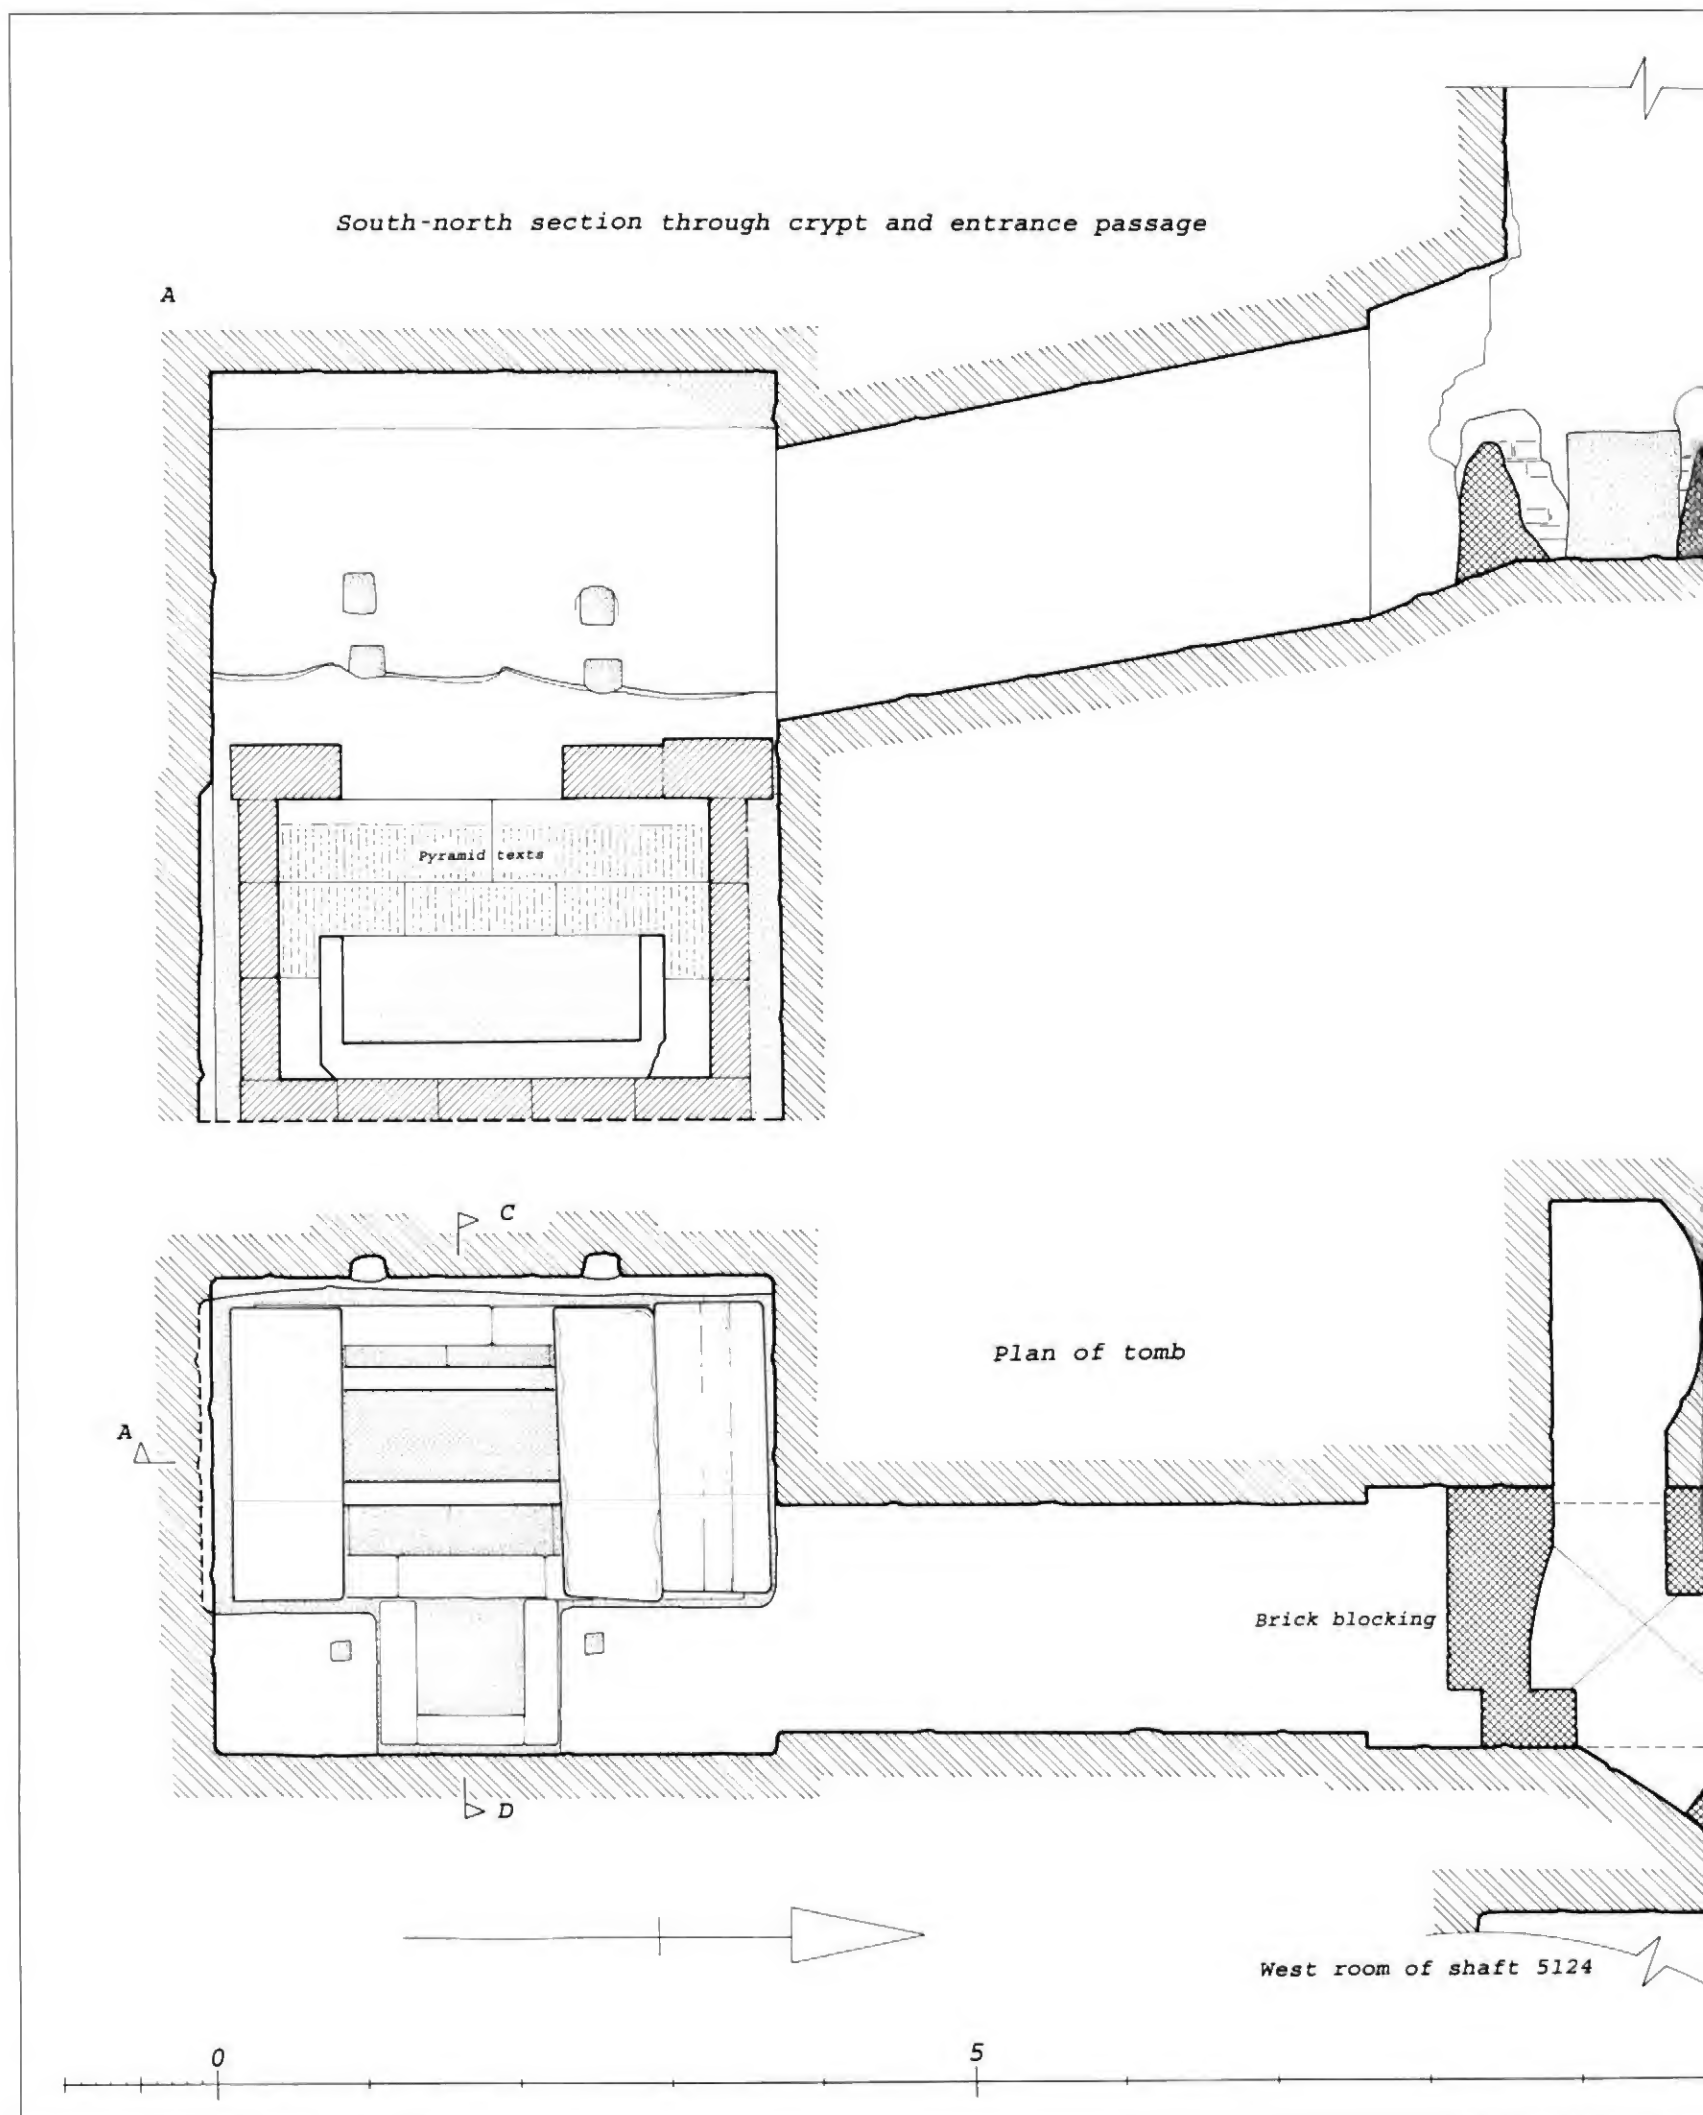 South-north section through crypt and entrance passage
A
Pyramid texts
C
Plan of tomb
A
Brick blocking
D
West room of shaft 5124
0 5